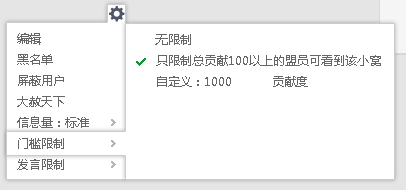 编辑
黑名单
屏蔽用户
大赦天下
信息量：标准
门槛限制
发言限制
无限制
只限制总贡献100以上的盟员可看到该小窝
自定义：1000 贡献度